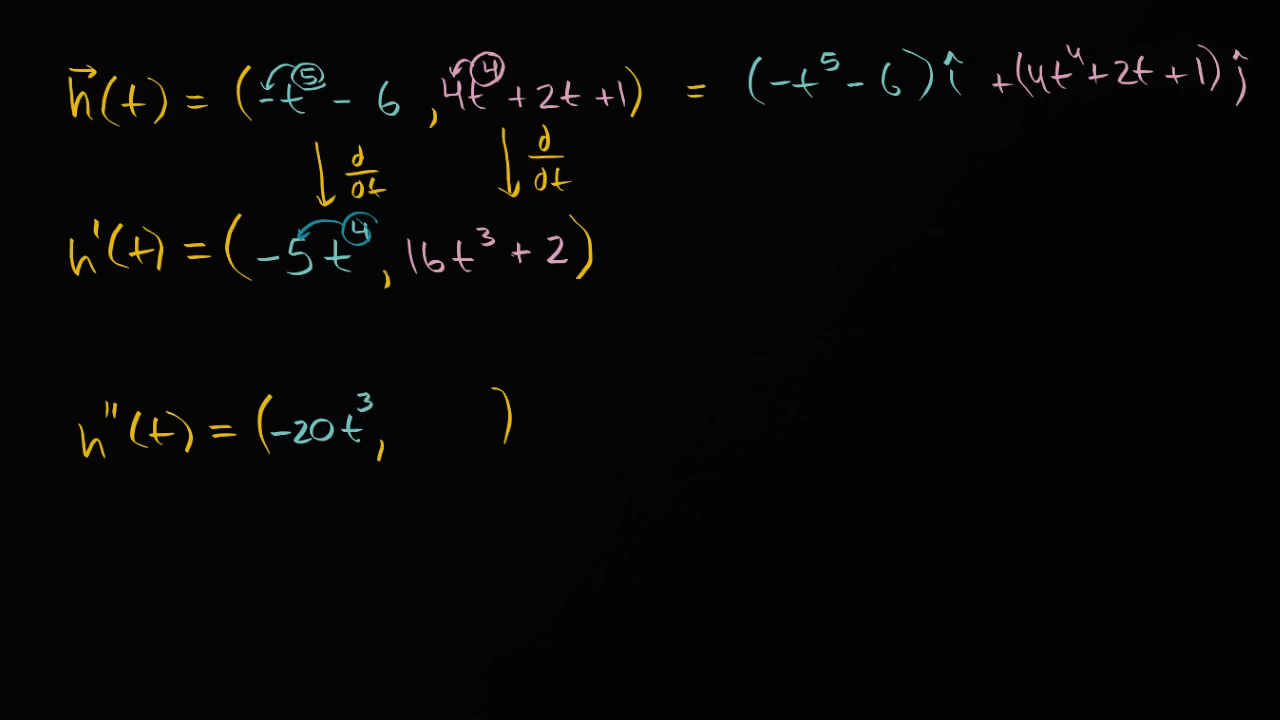 h⃗(t) = (-t⁵ - 6, 4t⁴ + 2t + 1) = (-t⁵ - 6) î + (4t⁴ + 2t + 1) ĵ
d/dt d/dt
h'(t) = (-5t⁴, 16t³ + 2)
h''(t) = (-20t³, )